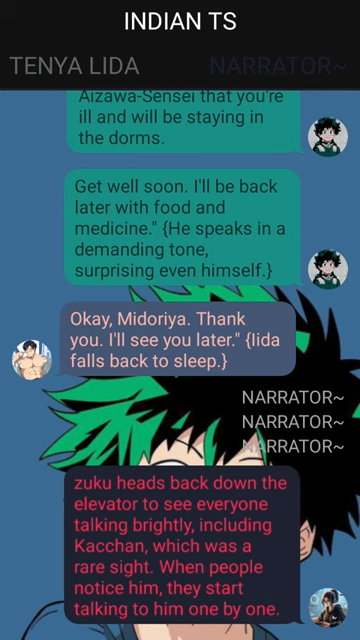 INDIAN TS
TENYA LIDA
NARRATOR~
Aizawa-Sensei that you're
ill and will be staying in
the dorms.
Get well soon. I'll be back
later with food and
medicine." {He speaks in a
demanding tone,
surprising even himself.}
Okay, Midoriya. Thank
you. I'll see you later." {Iida
falls back to sleep.}
NARRATOR~
NARRATOR~
NARRATOR~
zuku heads back down the
elevator to see everyone
talking brightly, including
Kacchan, which was a
rare sight. When people
notice him, they start
talking to him one by one.